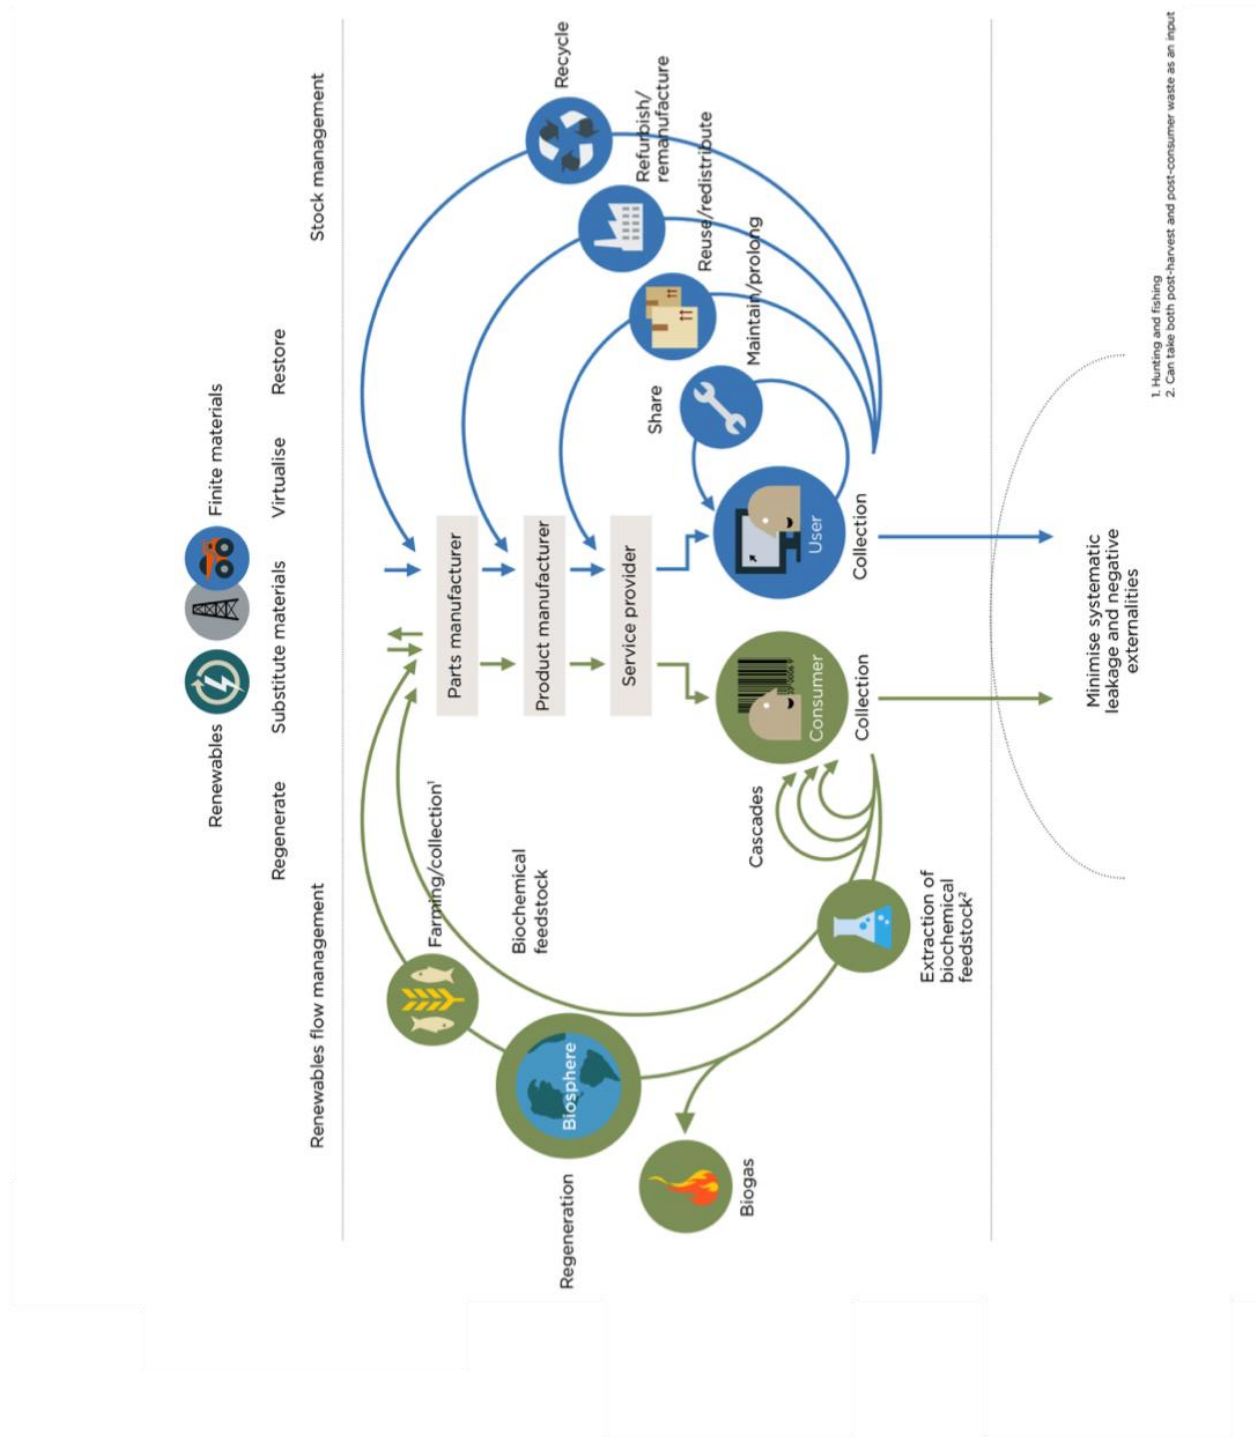 Renewables
Finite materials
Regenerate
Substitute materials
Virtualise
Restore
Renewables flow management
Stock management
Farming/collection¹
Biochemical
feedstock
Regeneration
Biosphere
Biogas
Cascades
Extraction of
biochemical
feedstock²
Parts manufacturer
Product manufacturer
Service provider
Consumer
User
Collection
Collection
Share
Maintain/prolong
Reuse/redistribute
Refurbish/
remanufacture
Recycle
Minimise systematic
leakage and negative
externalities
1. Hunting and fishing
2. Can take both post-harvest and post-consumer waste as an input